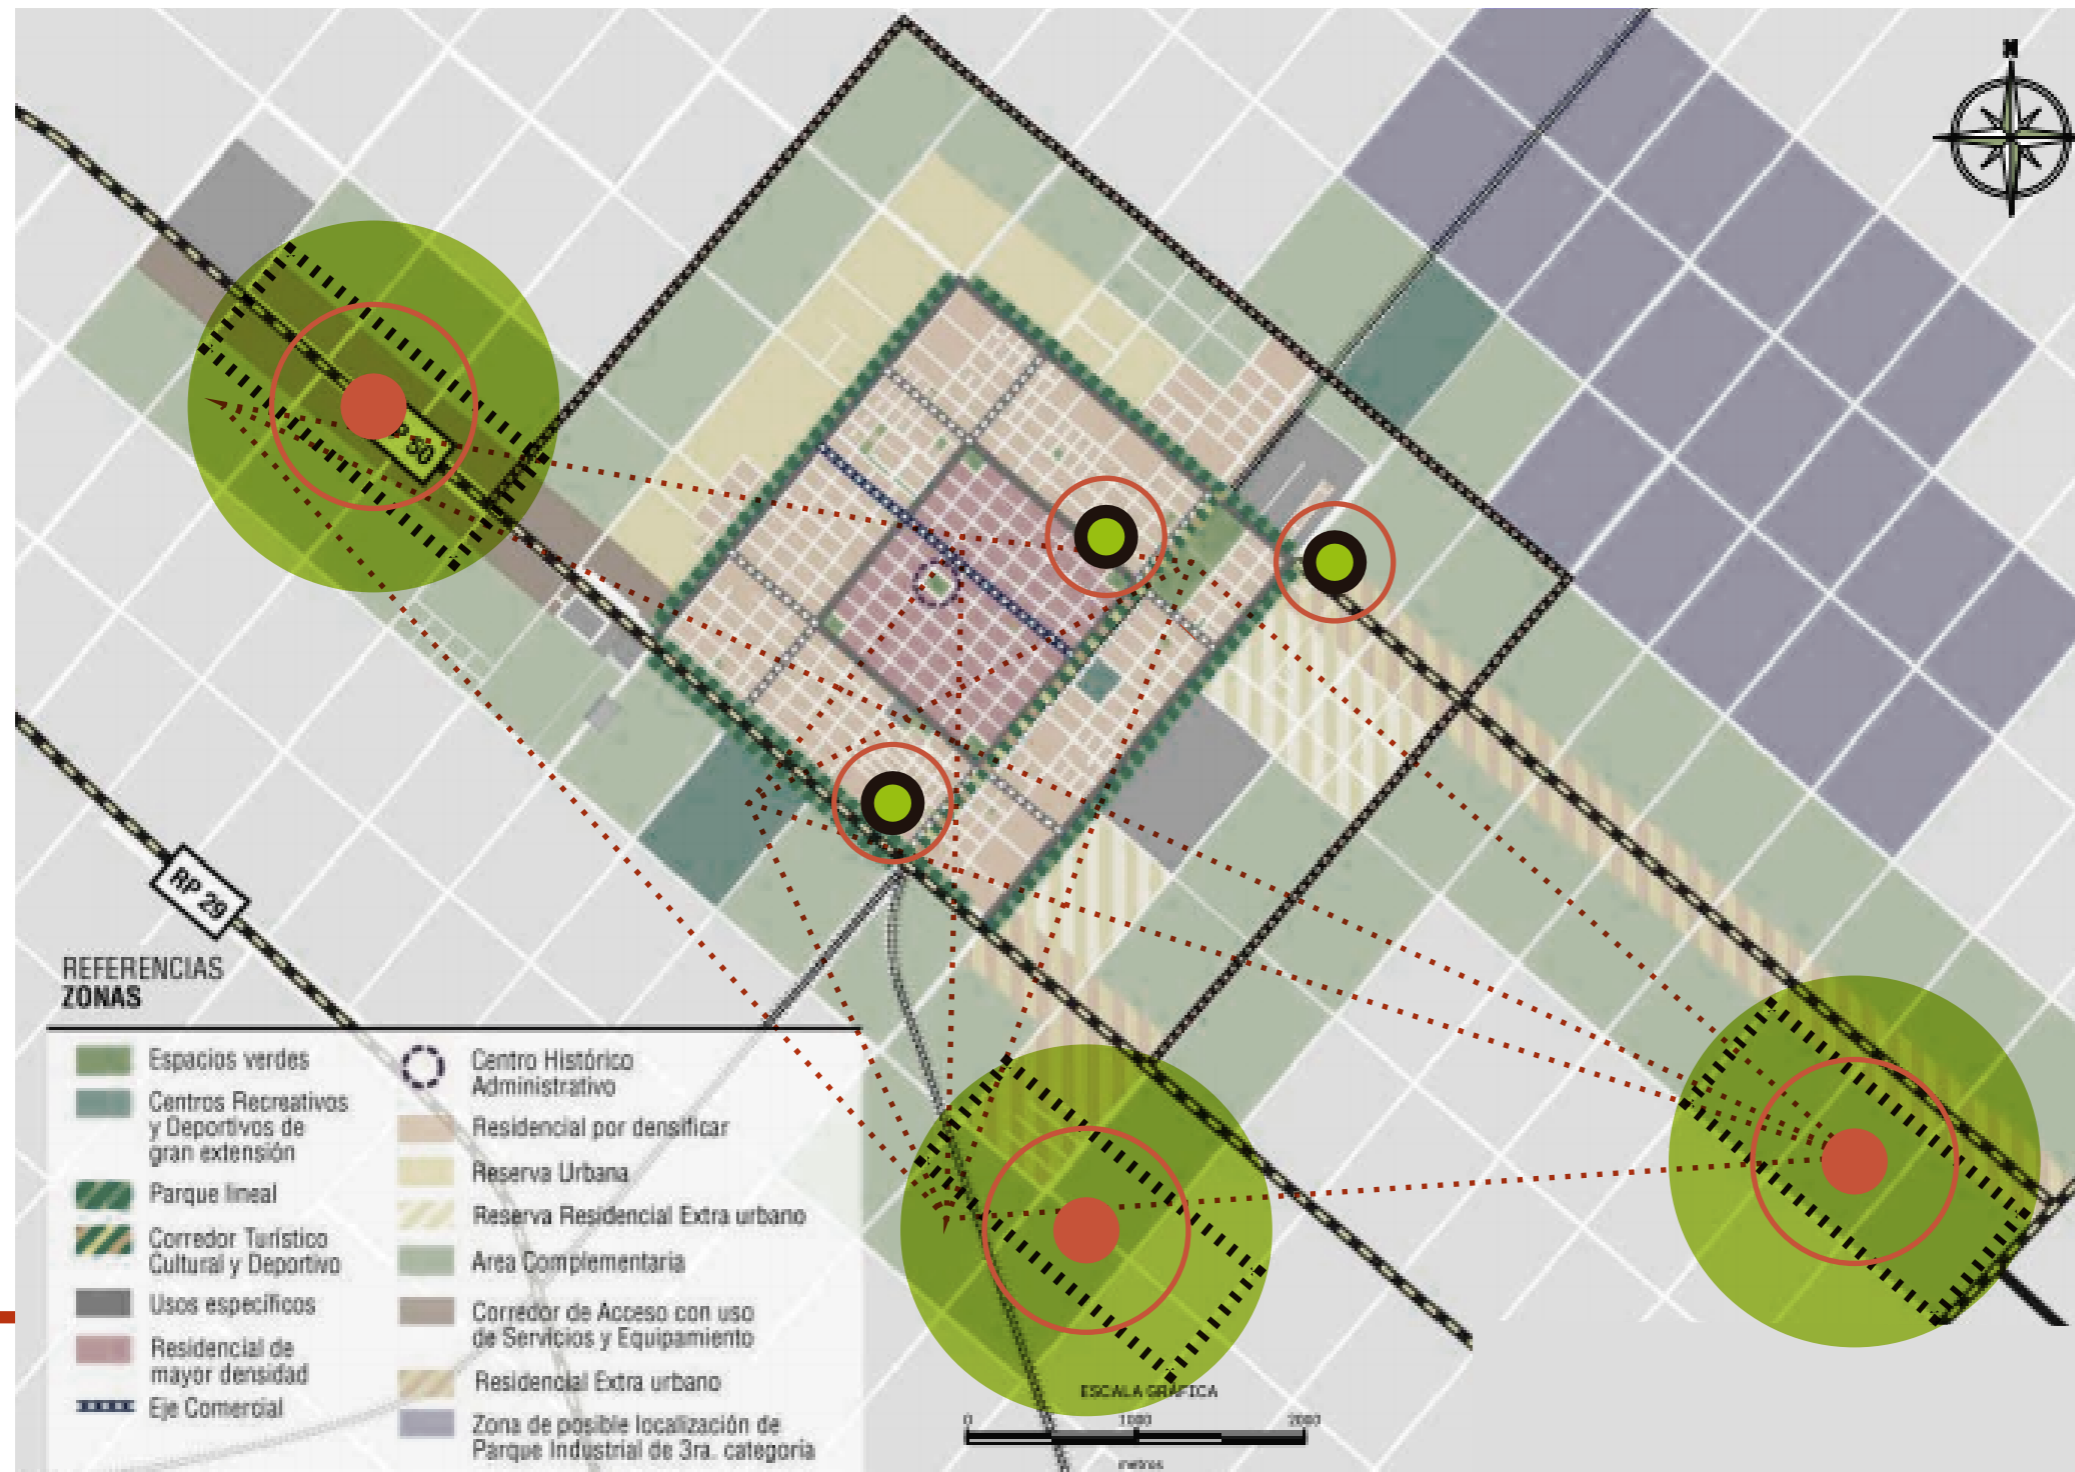 N
50
RP 29
REFERENCIAS
ZONAS
Espacios verdes
Centros Recreativos
y Deportivos de
gran extensión
Parque lineal
Corredor Turístico
Cultural y Deportivo
Usos específicos
Residencial de
mayor densidad
Eje Comercial
Centro Histórico
Administrativo
Residencial por densificar
Reserva Urbana
Reserva Residencial Extra urbano
Area Complementaria
Corredor de Acceso con uso
de Servicios y Equipamiento
Residencial Extra urbano
Zona de posible localización de
Parque Industrial de 3ra. categoría
ESCALA GRÁFICA
0 1000 2000
metros